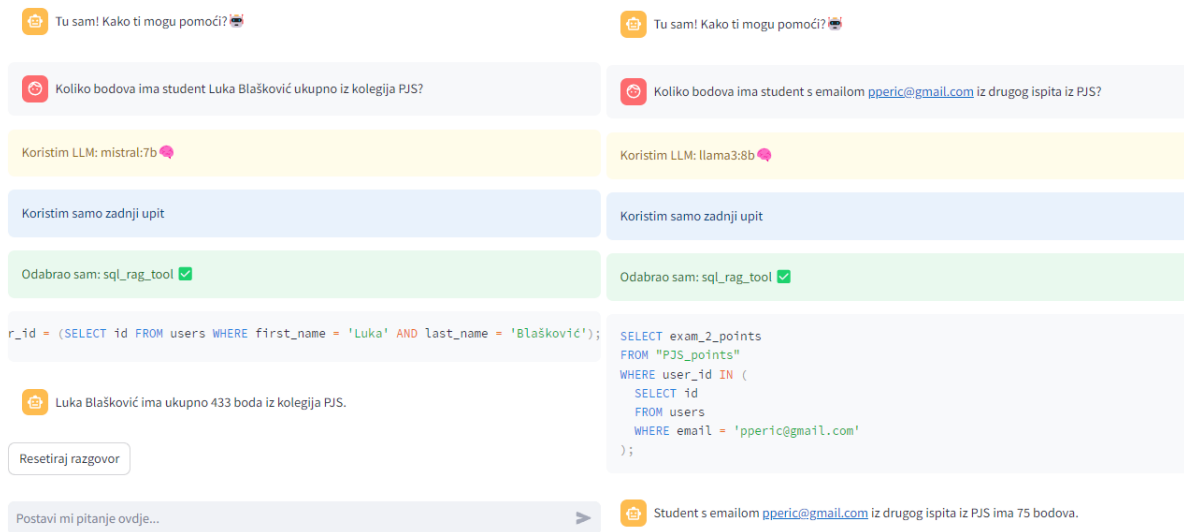 Tu sam! Kako ti mogu pomoći?
Koliko bodova ima student Luka Blašković ukupno iz kolegija PJS?
Koristim LLM: mistral:7b
Koristim samo zadnji upit
Odabrao sam: sql_rag_tool
r_id = (SELECT id FROM users WHERE first_name = 'Luka' AND last_name = 'Blašković');
Luka Blašković ima ukupno 433 boda iz kolegija PJS.
Resetiraj razgovor
Postavi mi pitanje ovdje...
Tu sam! Kako ti mogu pomoći?
Koliko bodova ima student s emailom pperic@gmail.com iz drugog ispita iz PJS?
Koristim LLM: llama3:8b
Koristim samo zadnji upit
Odabrao sam: sql_rag_tool
SELECT exam_2_points
FROM "PJS_points"
WHERE user_id IN (
SELECT id
FROM users
WHERE email = 'pperic@gmail.com'
);
Student s emailom pperic@gmail.com iz drugog ispita iz PJS ima 75 bodova.